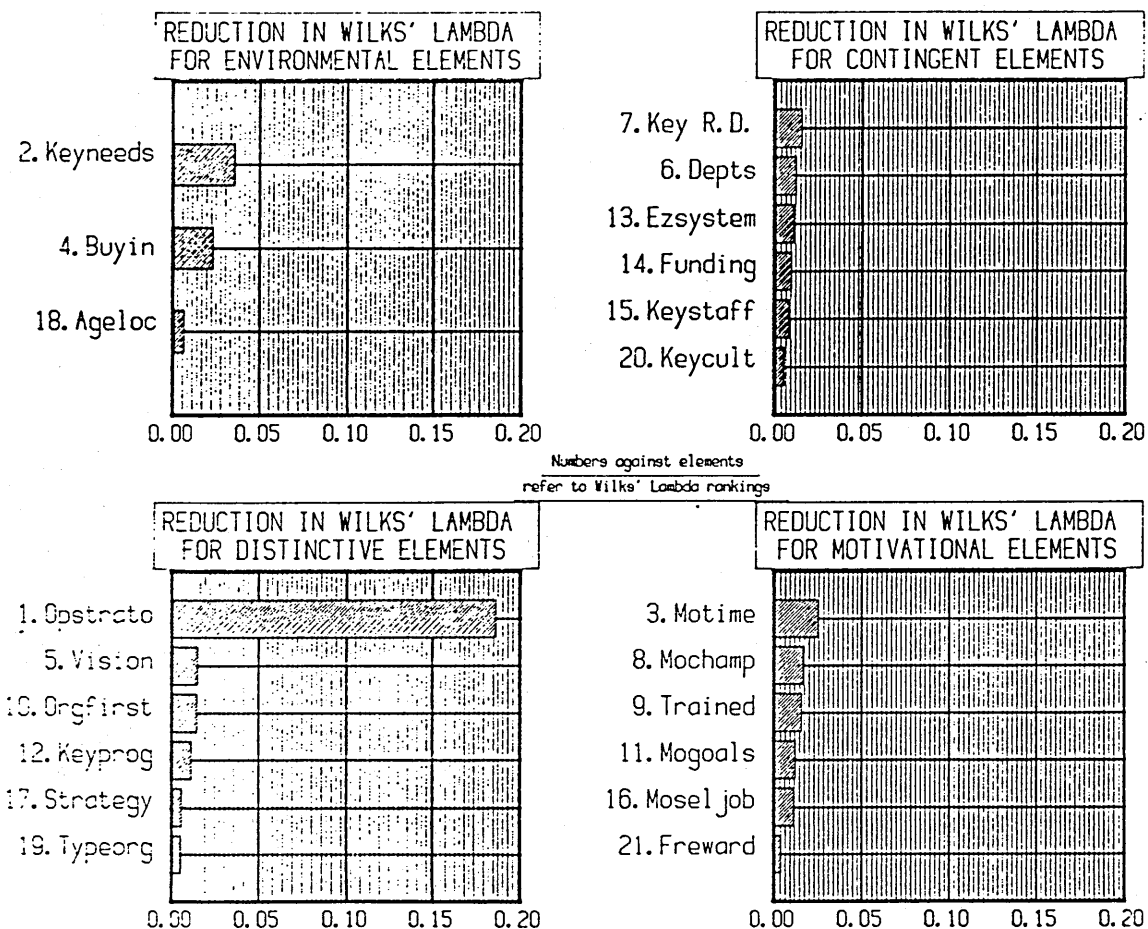 REDUCTION IN WILKS' LAMBDA
FOR ENVIRONMENTAL ELEMENTS
2. Keyneeds
4. Buyin
18. Ageloc
0.00 0.05 0.10 0.15 0.20
REDUCTION IN WILKS' LAMBDA
FOR CONTINGENT ELEMENTS
7. Key R.D.
6. Depts
13. Ezsystem
14. Funding
15. Keystaff
20. Keycult
0.00 0.05 0.10 0.15 0.20
Numbers against elements
refer to Wilks' Lambda rankings
REDUCTION IN WILKS' LAMBDA
FOR DISTINCTIVE ELEMENTS
1. Opstrato
5. Vision
10. Orgfirst
12. Keyprog
17. Strategy
19. Typeorg
0.00 0.05 0.10 0.15 0.20
REDUCTION IN WILKS' LAMBDA
FOR MOTIVATIONAL ELEMENTS
3. Motime
8. Mochamp
9. Trained
11. Mogoals
16. Moseljob
21. Freward
0.00 0.05 0.10 0.15 0.20